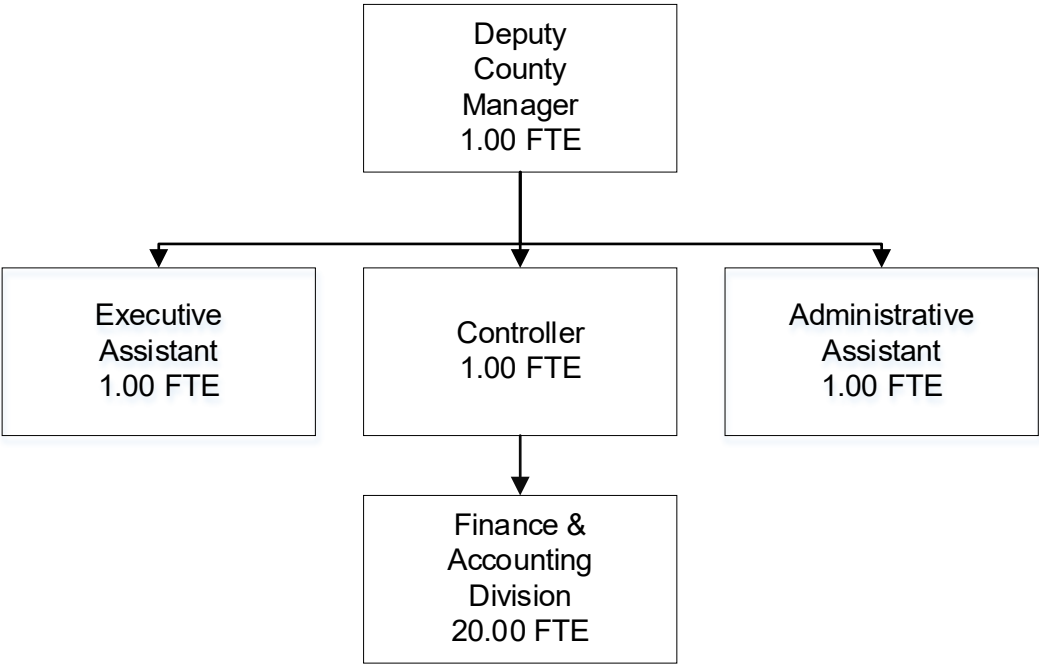 Deputy
County
Manager
1.00 FTE
Executive
Assistant
1.00 FTE
Controller
1.00 FTE
Administrative
Assistant
1.00 FTE
Finance &
Accounting
Division
20.00 FTE